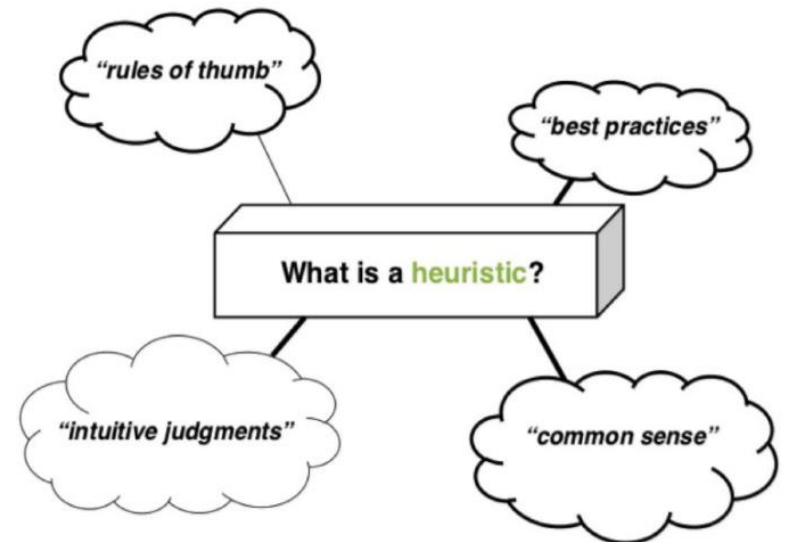 “rules of thumb”
“best practices”
What is a heuristic?
“intuitive judgments”
“common sense”